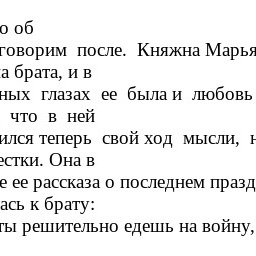 о об
говорим после. Княжна Марья
а брата, и в
ных глазах ее была и любовь
что в ней
ился теперь свой ход мысли,
естки. Она в
е ее рассказа о последнем празд
ась к брату:
ты решительно едешь на войну,